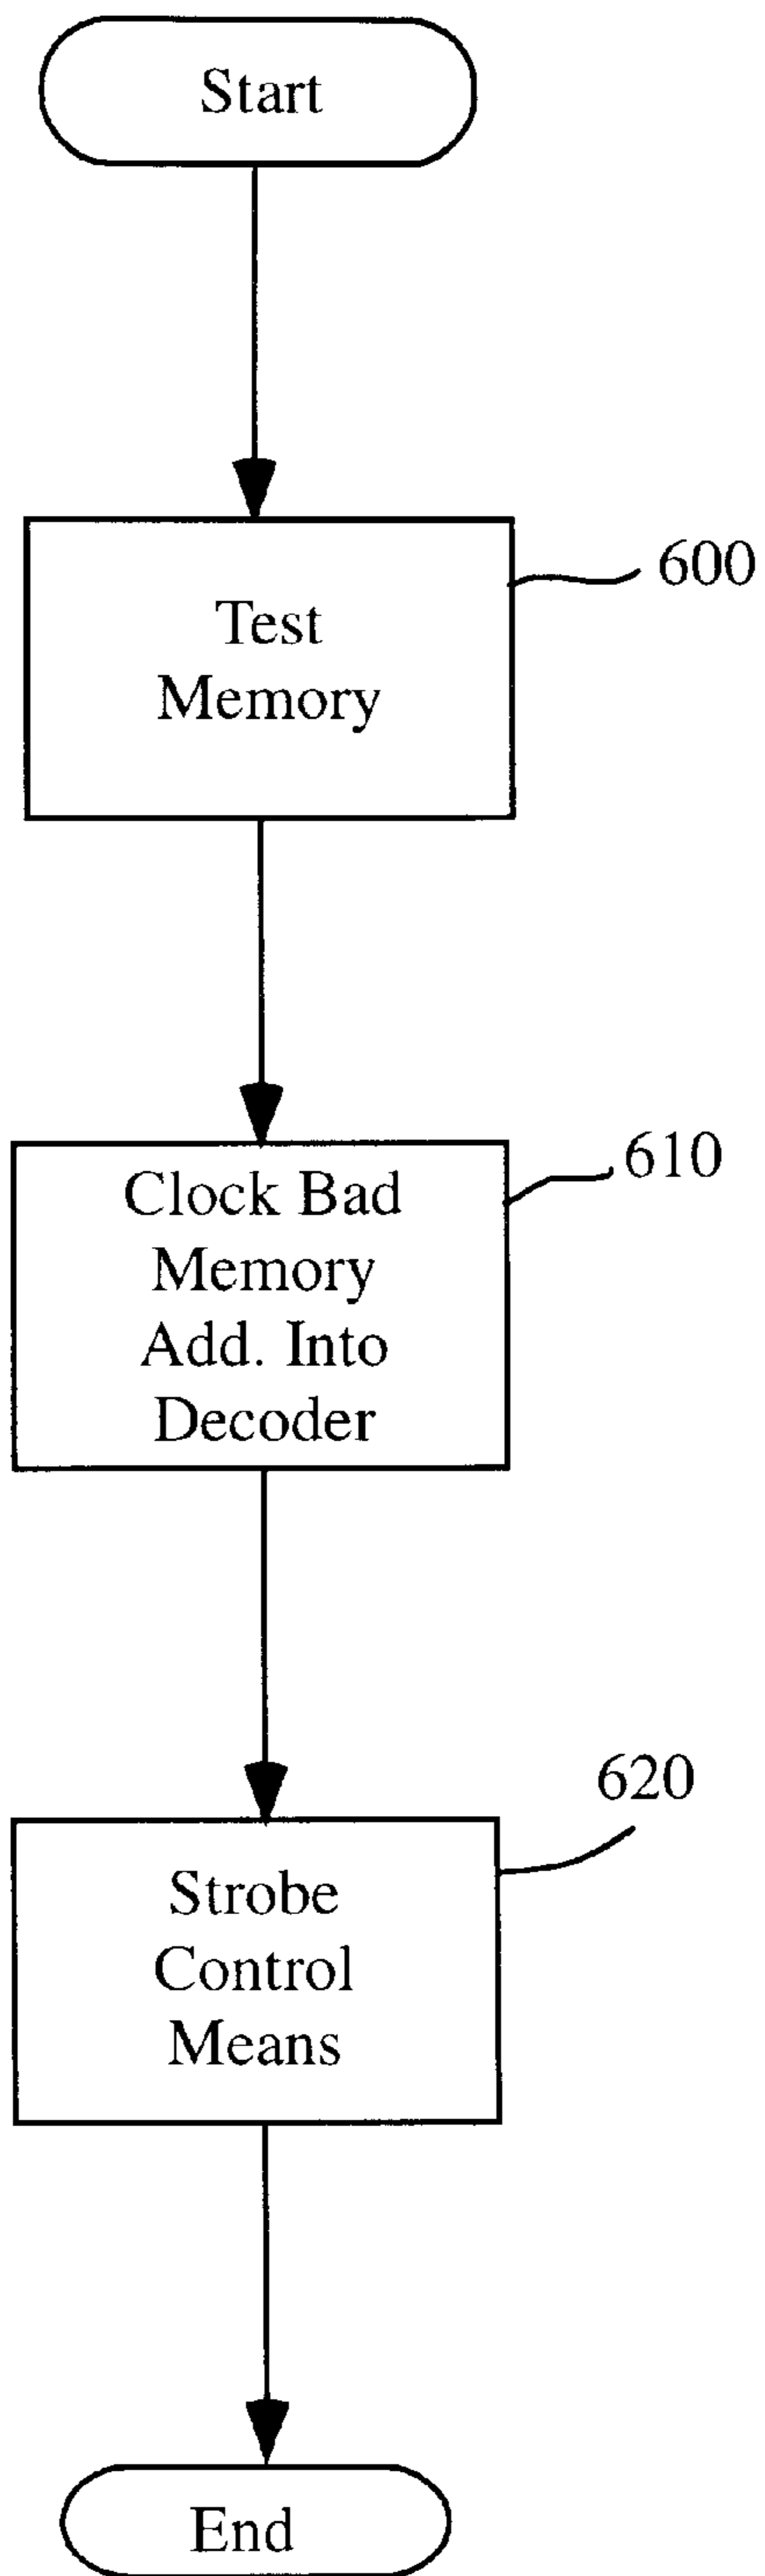 Start
600
Test
Memory
610
Clock Bad
Memory
Add. Into
Decoder
620
Strobe
Control
Means
End